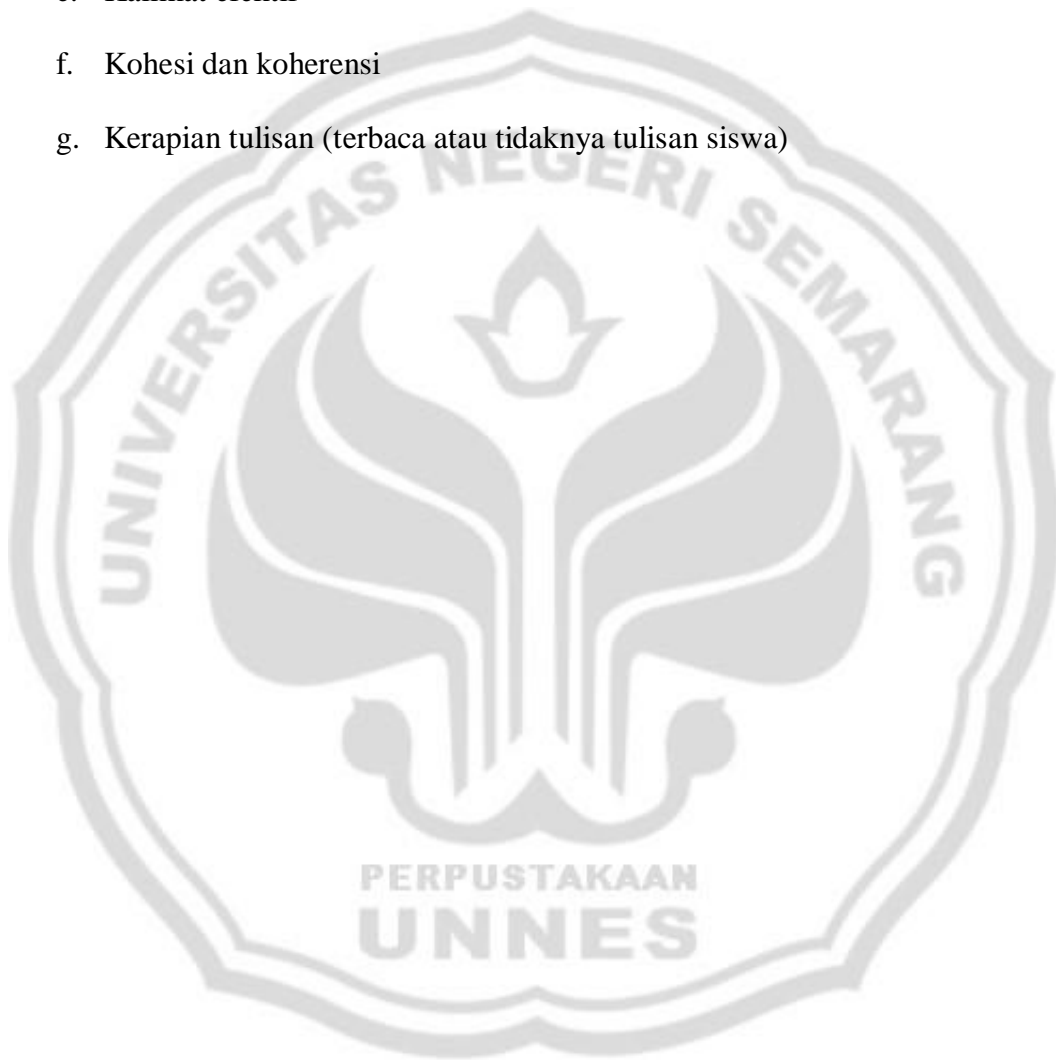 f. Kohesi dan koherensi
g. Kerapian tulisan (terbaca atau tidaknya tulisan siswa)
UNIVERSITAS NEGERI SEMARANG
PERPUSTAKAAN
UNNES